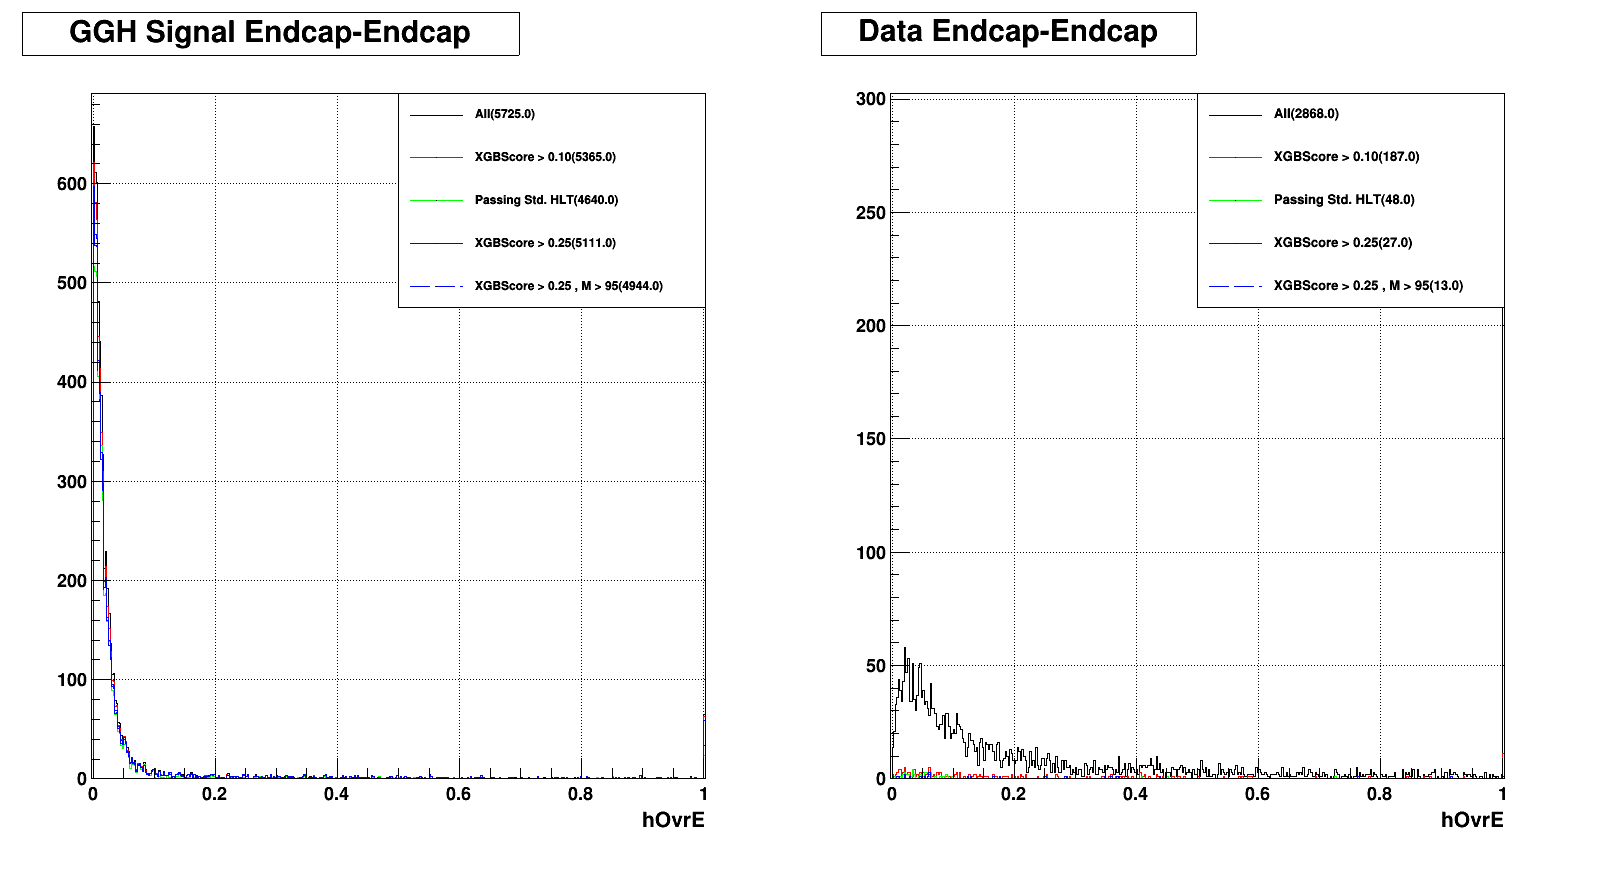 GGH Signal Endcap-Endcap
All(5725.0)
XGBScore > 0.10(5365.0)
Passing Std. HLT(4640.0)
XGBScore > 0.25(5111.0)
XGBScore > 0.25 , M > 95(4944.0)
600
500
400
300
200
100
0
0 0.2 0.4 0.6 0.8 1
hOvrE
Data Endcap-Endcap
All(2868.0)
XGBScore > 0.10(187.0)
Passing Std. HLT(48.0)
XGBScore > 0.25(27.0)
XGBScore > 0.25 , M > 95(13.0)
300
250
200
150
100
50
0
0 0.2 0.4 0.6 0.8 1
hOvrE